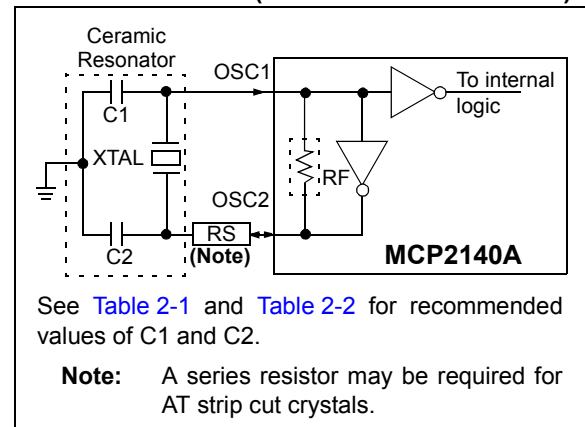 Ceramic
Resonator
OSC1
To internal
logic
C1
XTAL
RF
OSC2
RS
(Note)
C2
MCP2140A
See Table 2-1 and Table 2-2 for recommended
values of C1 and C2.
Note: A series resistor may be required for
AT strip cut crystals.